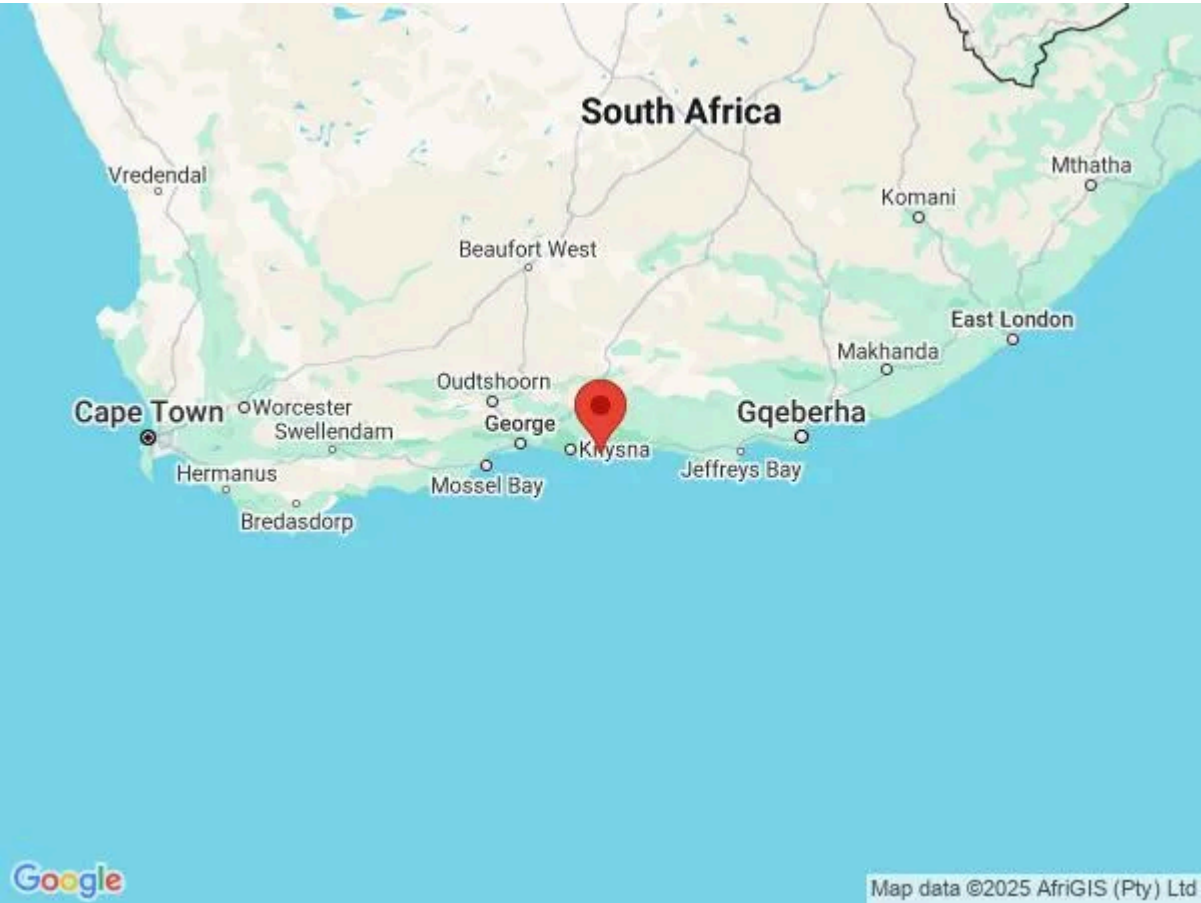 South Africa
Vredendal
Mthatha
Komani
Beaufort West
East London
Makhanda
Oudtshoorn
Cape Town
Worcester
Gqeberha
George
Swellendam
Knysna
Jeffreys Bay
Hermanus
Mossel Bay
Bredasdorp
Google
Map data ©2025 AfriGIS (Pty) Ltd